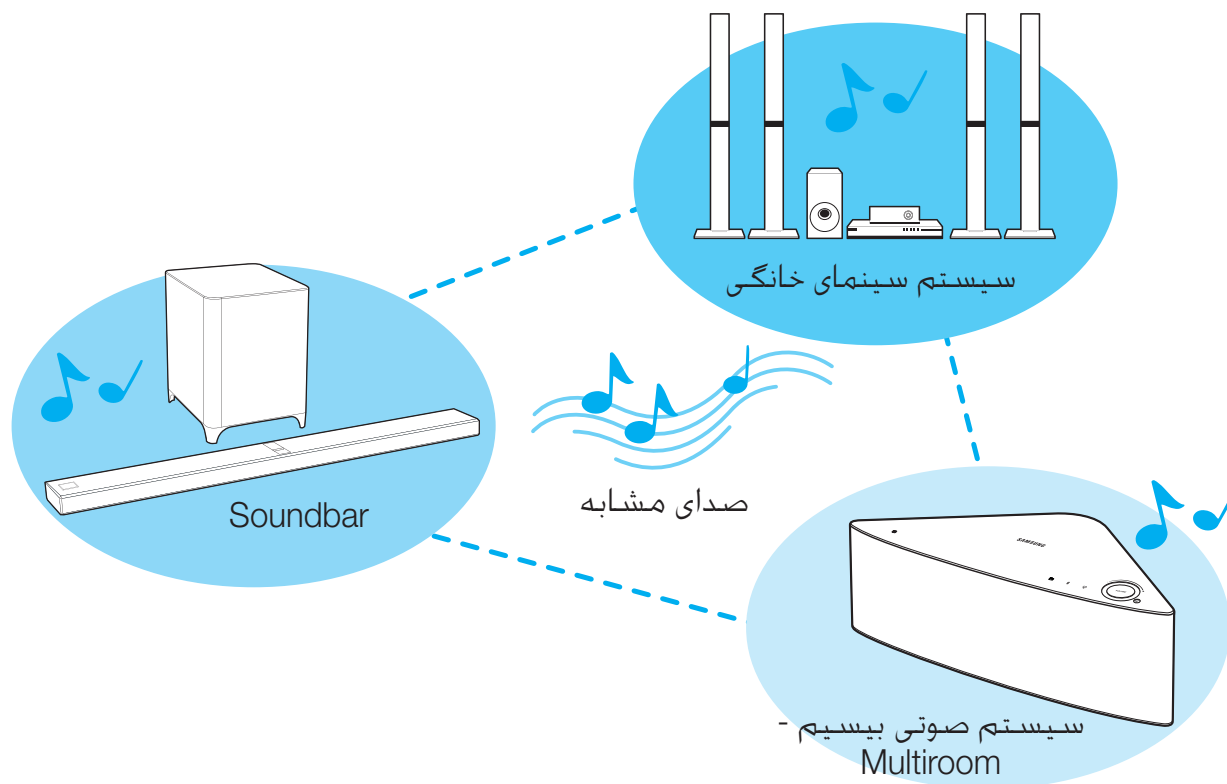 سیستم سینمای خانگی
Soundbar
صدای مشابه
SAMSUNG
سیستم صوتی بیسیم -
Multiroom